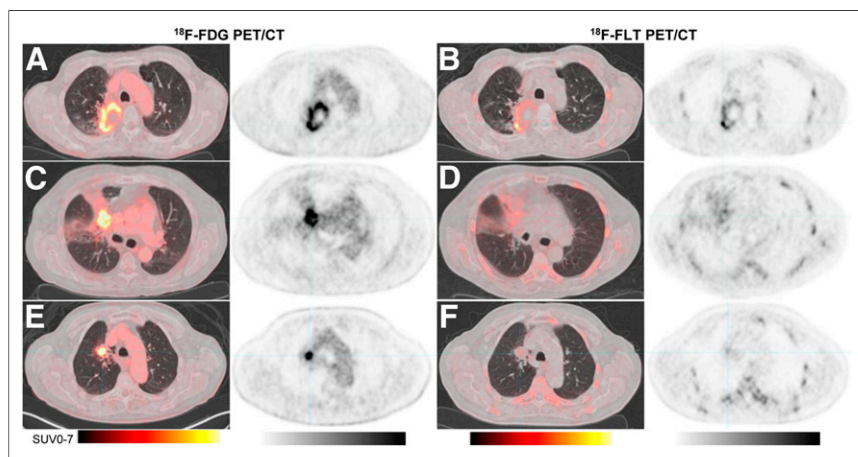 ¹⁸F-FDG PET/CT
¹⁸F-FLT PET/CT
A
B
C
D
E
F
SUV0-7